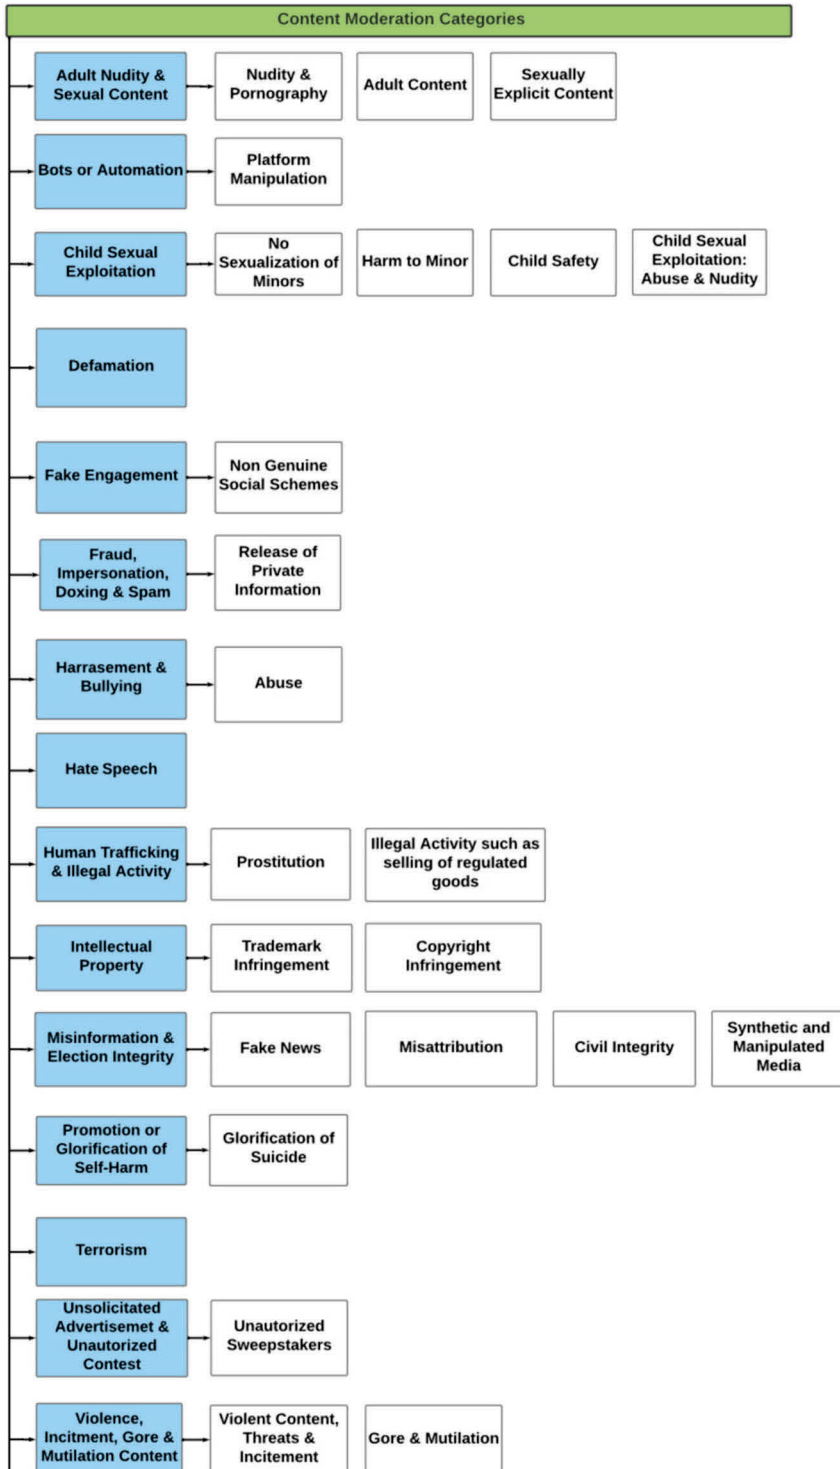 Content Moderation Categories
Adult Nudity &
Sexual Content
Nudity &
Pornography
Adult Content
Sexually
Explicit Content
Bots or Automation
Platform
Manipulation
Child Sexual
Exploitation
No
Sexualization of
Minors
Harm to Minor
Child Safety
Child Sexual
Exploitation:
Abuse & Nudity
Defamation
Fake Engagement
Non Genuine
Social Schemes
Fraud,
Impersonation,
Doxing & Spam
Release of
Private
Information
Harrasement &
Bullying
Abuse
Hate Speech
Human Trafficking
& Illegal Activity
Prostitution
Illegal Activity such as
selling of regulated
goods
Intellectual
Property
Trademark
Infringement
Copyright
Infringement
Misinformation &
Election Integrity
Fake News
Misattribution
Civil Integrity
Synthetic and
Manipulated
Media
Promotion or
Glorification of
Self-Harm
Glorification of
Suicide
Terrorism
Unsolicitated
Advertisemet &
Unautorized
Contest
Unautorized
Sweepstakers
Violence,
Incitment, Gore &
Mutilation Content
Violent Content,
Threats &
Incitement
Gore & Mutilation